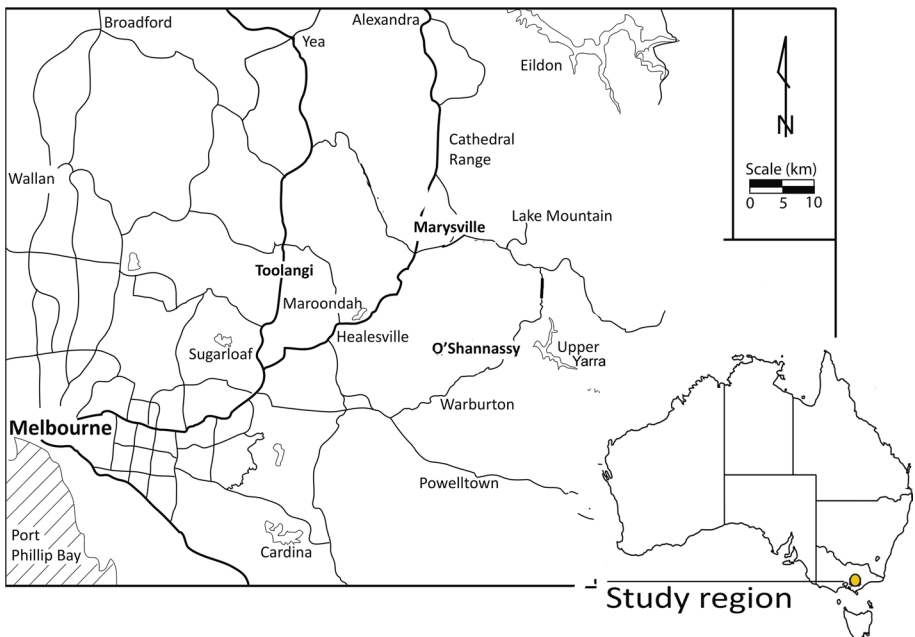 Broadford
Alexandra
Yea
Eildon
N
Cathedral
Range
Scale (km)
0 5 10
Wallan
Lake Mountain
Marysville
Toolangi
Maroondah
Healesville
Sugarloaf
O'Shannassy
Upper
Yarra
Warburton
Melbourne
Powelltown
Port
Phillip Bay
Cardina
Study region